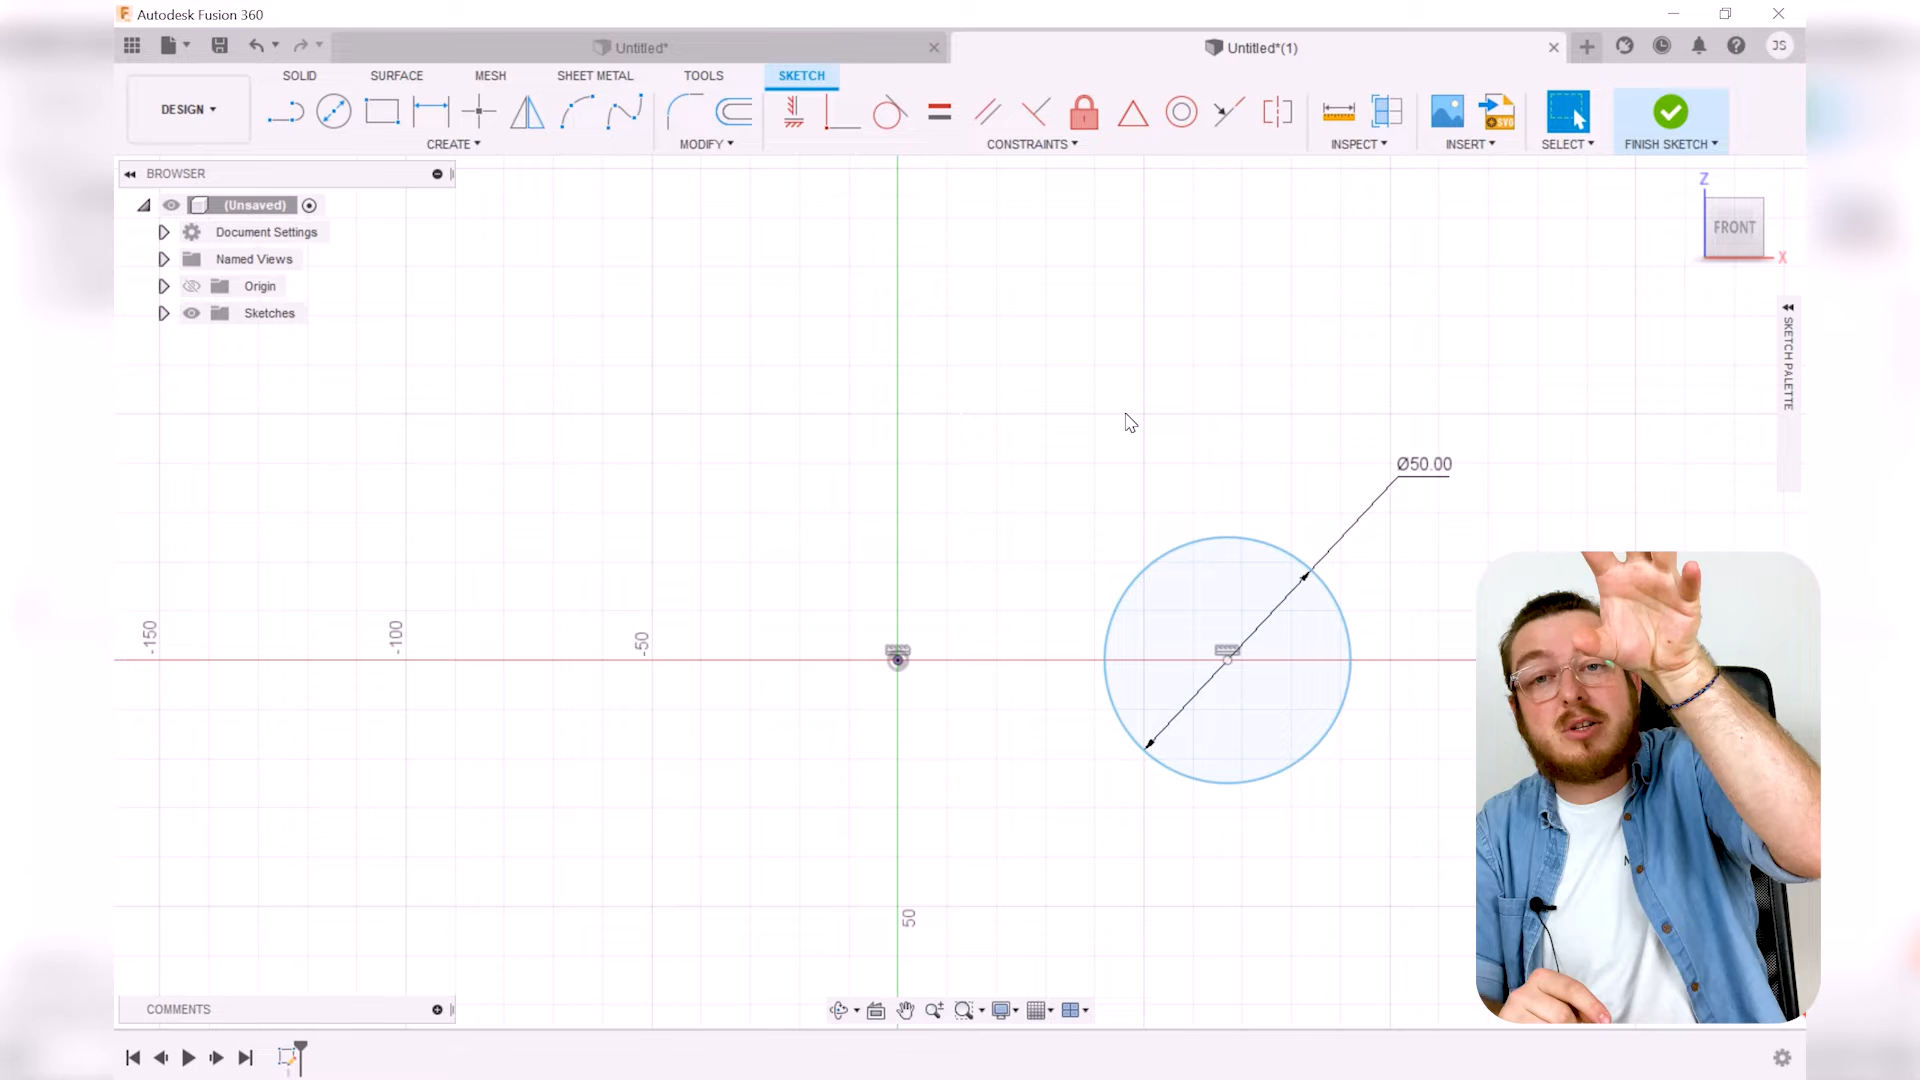 Autodesk Fusion 360
Untitled*
Untitled*(1)
JS
DESIGN
SOLID
SURFACE
MESH
SHEET METAL
TOOLS
SKETCH
CREATE
MODIFY
CONSTRAINTS
INSPECT
SVG
INSERT
SELECT
FINISH SKETCH
BROWSER
(Unsaved)
Document Settings
Named Views
Origin
Sketches
Z
FRONT
X
SKETCH PALETTE
Ø50.00
-150
-100
-50
50
COMMENTS